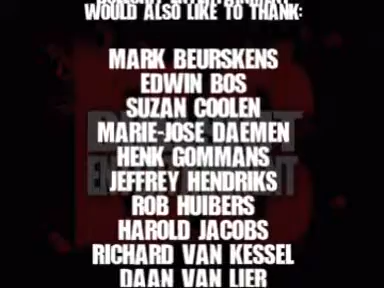 WOULD ALSO LIKE TO THANK:
MARK BEURSKENS
EDWIN BOS
SUZAN COOLEN
MARIE-JOSE DAEMEN
HENK GOMMANS
JEFFREY HENDRIKS
ROB HUIBERS
HAROLD JACOBS
RICHARD VAN KESSEL
DAAN VAN LIER